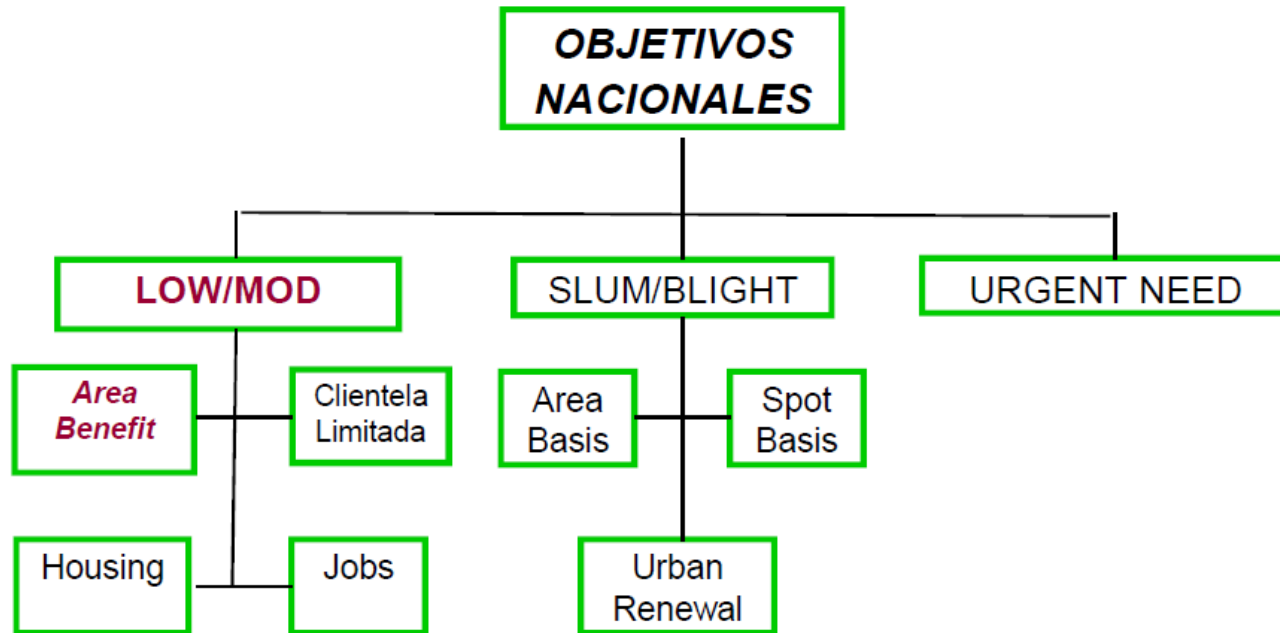 OBJETIVOS
NACIONALES
LOW/MOD
SLUM/BLIGHT
URGENT NEED
Area
Benefit
Clientela
Limitada
Area
Basis
Spot
Basis
Housing
Jobs
Urban
Renewal